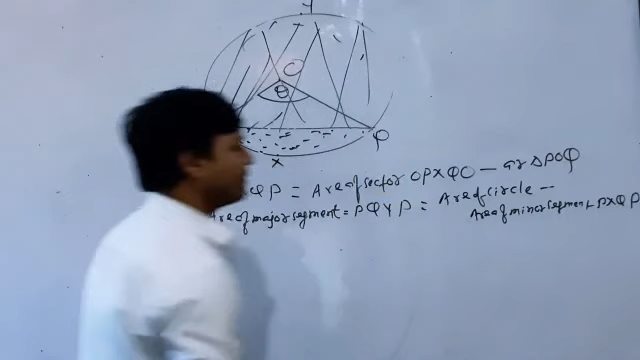 Y
O
θ
Q
X
QP = Area of sector OPXQO - ar ΔPOQ
Area of major segment = PQYP = Area of circle -
Area of minor segment PXQP